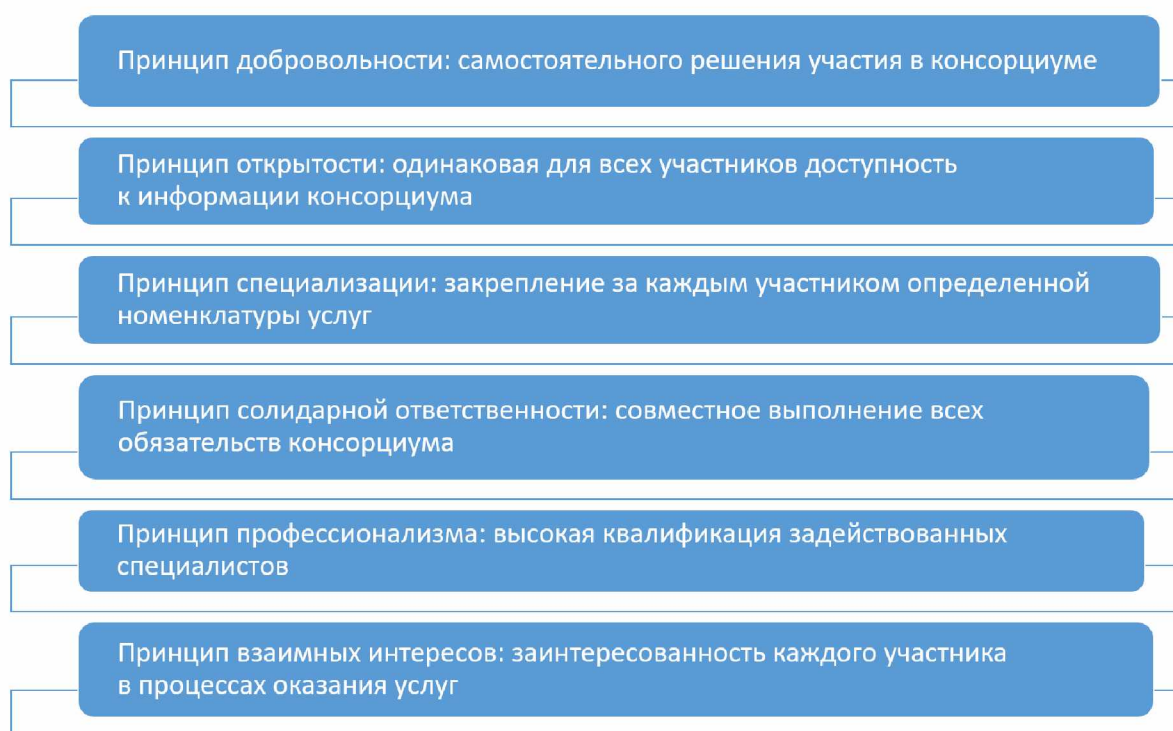 Принцип добровольности: самостоятельного решения участия в консорциуме
Принцип открытости: одинаковая для всех участников доступность
к информации консорциума
Принцип специализации: закрепление за каждым участником определенной
номенклатуры услуг
Принцип солидарной ответственности: совместное выполнение всех
обязательств консорциума
Принцип профессионализма: высокая квалификация задействованных
специалистов
Принцип взаимных интересов: заинтересованность каждого участника
в процессах оказания услуг